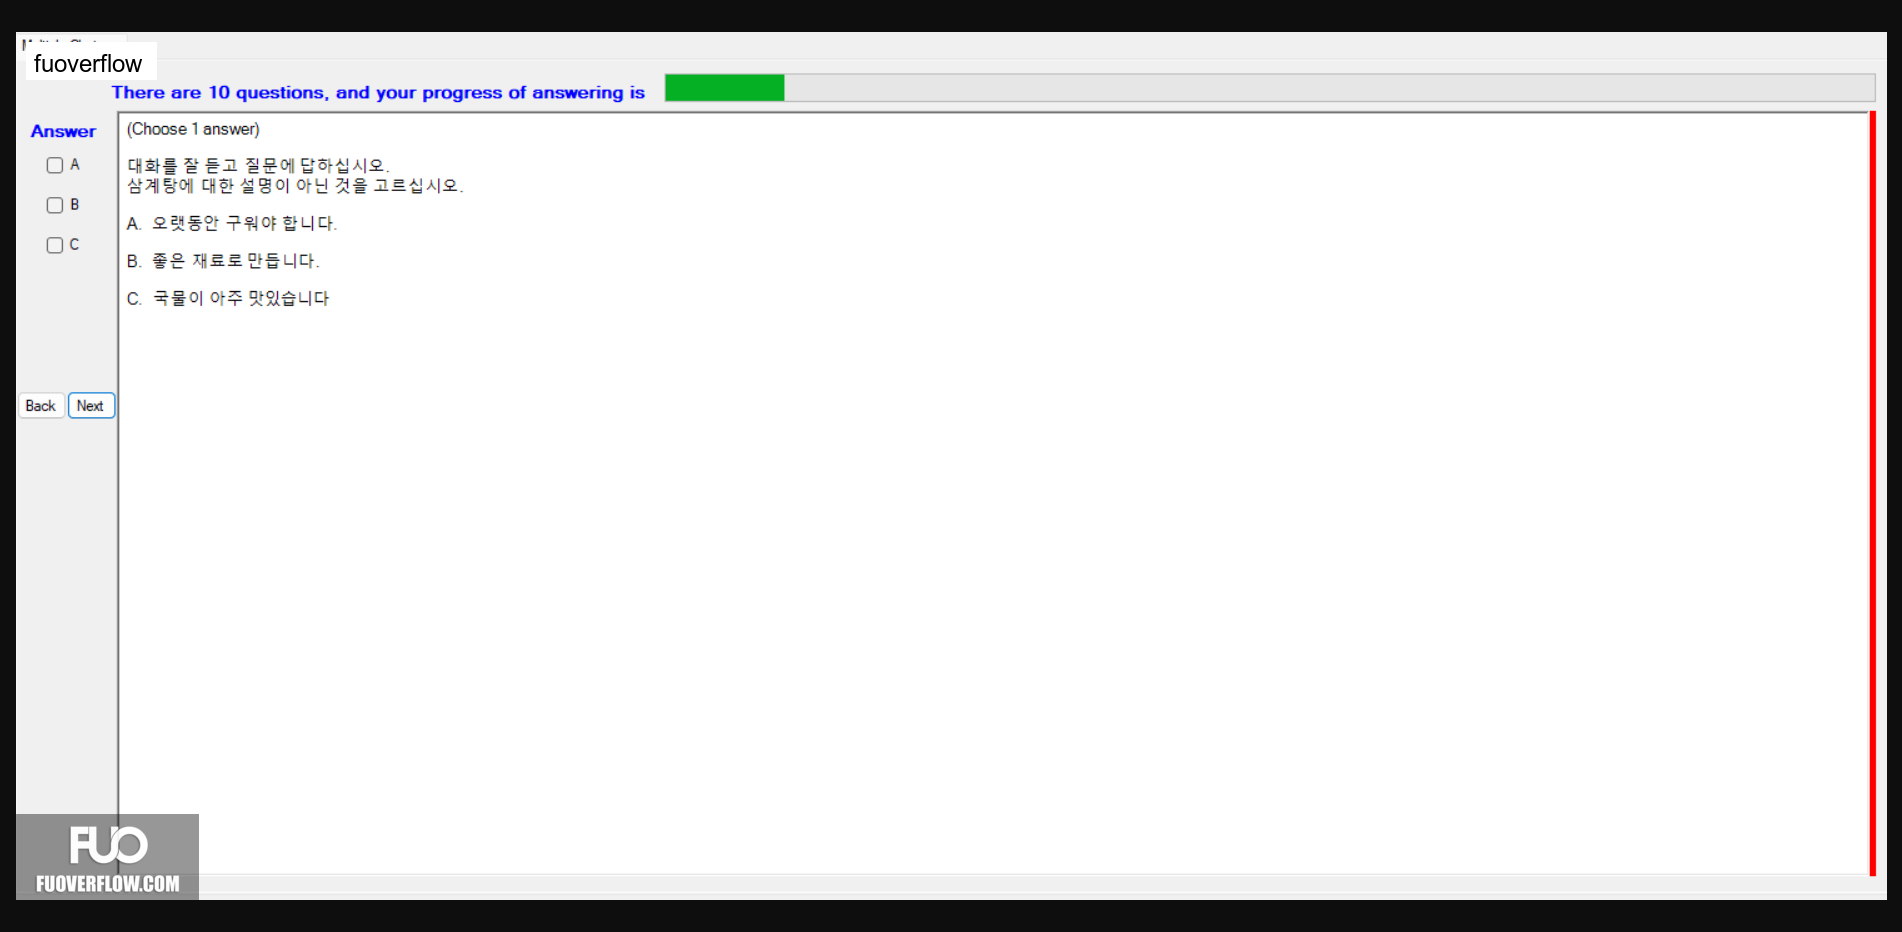 fuoverflow
There are 10 questions, and your progress of answering is
Answer
(Choose 1 answer)
A
대화를 잘 듣고 질문에 답하십시오.
삼계탕에 대한 설명이 아닌 것을 고르십시오.
B
A. 오랫동안 구워야 합니다.
C
B. 좋은 재료로 만듭니다.
C. 국물이 아주 맛있습니다
Back Next
FUO
FUOVERFLOW.COM